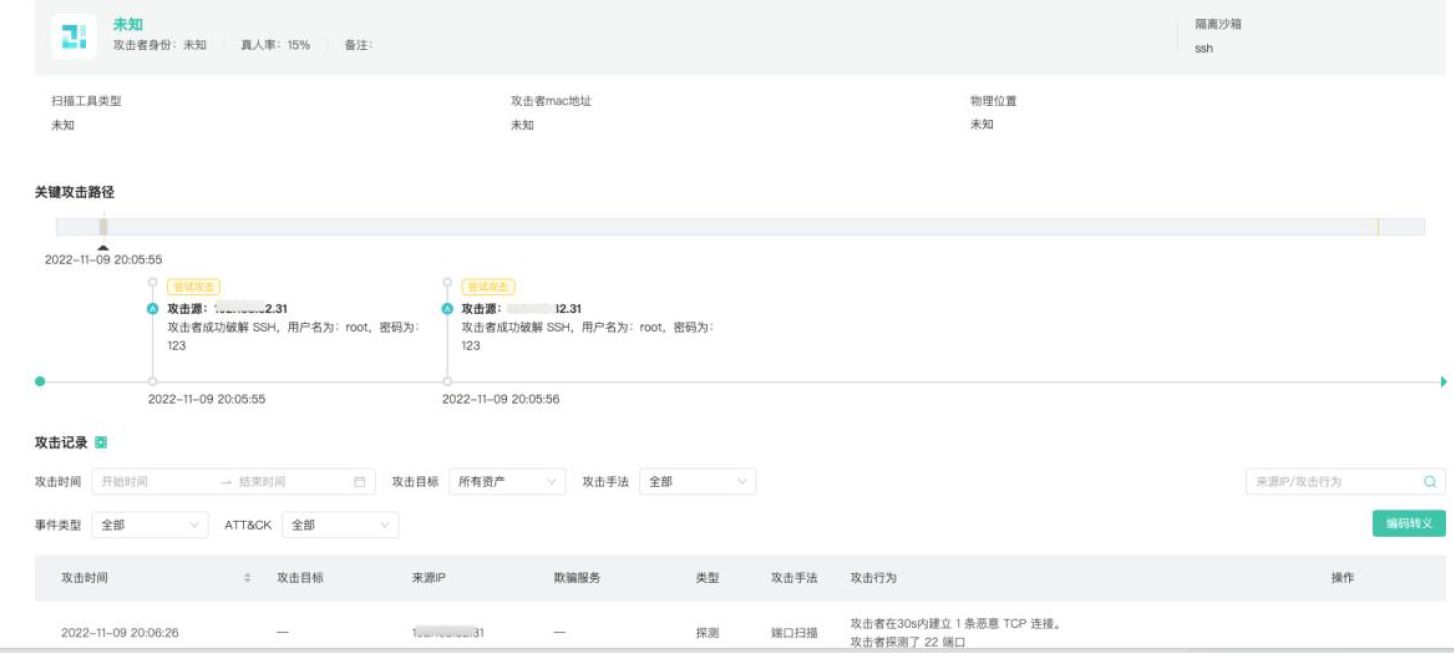 未知
攻击者身份：未知 真人率：15% 备注：
隔离沙箱
ssh
扫描工具类型 攻击者mac地址 物理位置
未知 未知 未知
关键攻击路径
2022-11-09 20:05:55
尝试攻击 尝试攻击
攻击源： 2.31 攻击源： 2.31
攻击者成功破解 SSH，用户名为：root，密码为： 攻击者成功破解 SSH，用户名为：root，密码为：
123 123
2022-11-09 20:05:55 2022-11-09 20:05:56
攻击记录
攻击时间 开始时间 → 结束时间 攻击目标 所有资产 攻击手法 全部 来源IP/攻击行为
事件类型 全部 ATT&CK 全部 编码转义
攻击时间 攻击目标 来源IP 欺骗服务 类型 攻击手法 攻击行为 操作
2022-11-09 20:06:26 — 31 — 探测 端口扫描 攻击者在30s内建立 1 条恶意 TCP 连接。
攻击者探测了 22 端口